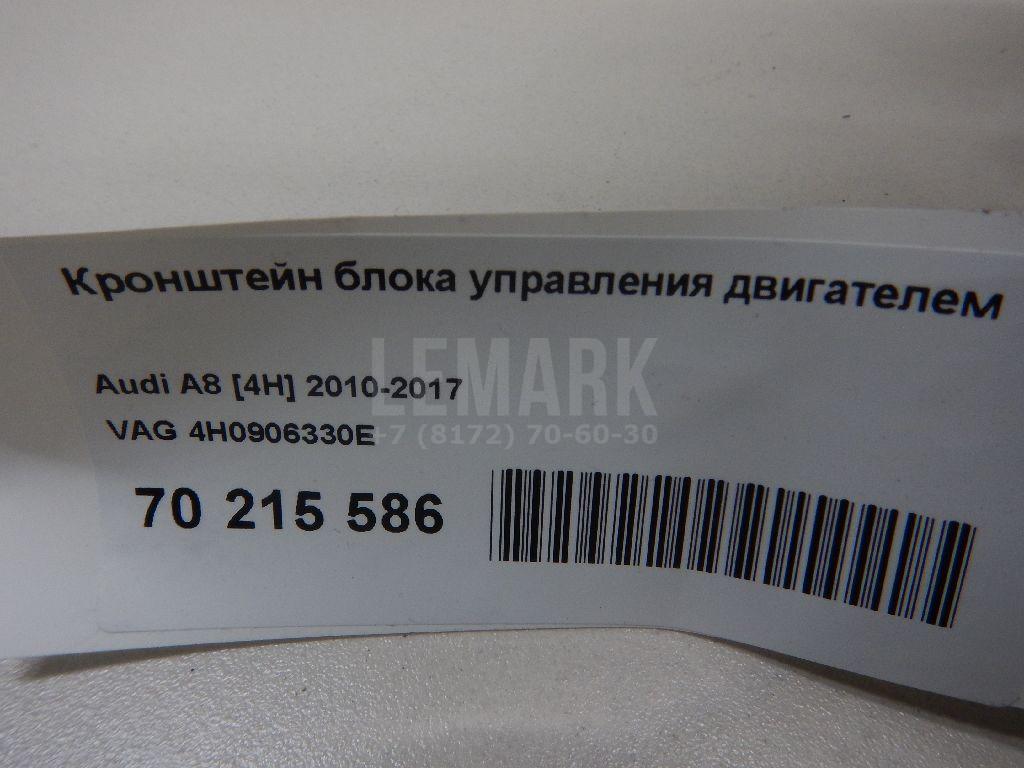 Кронштейн блока управления двигателем
LEMARK
Audi A8 [4H] 2010-2017
+7 (8172) 70-60-30
VAG 4H0906330E
70 215 586